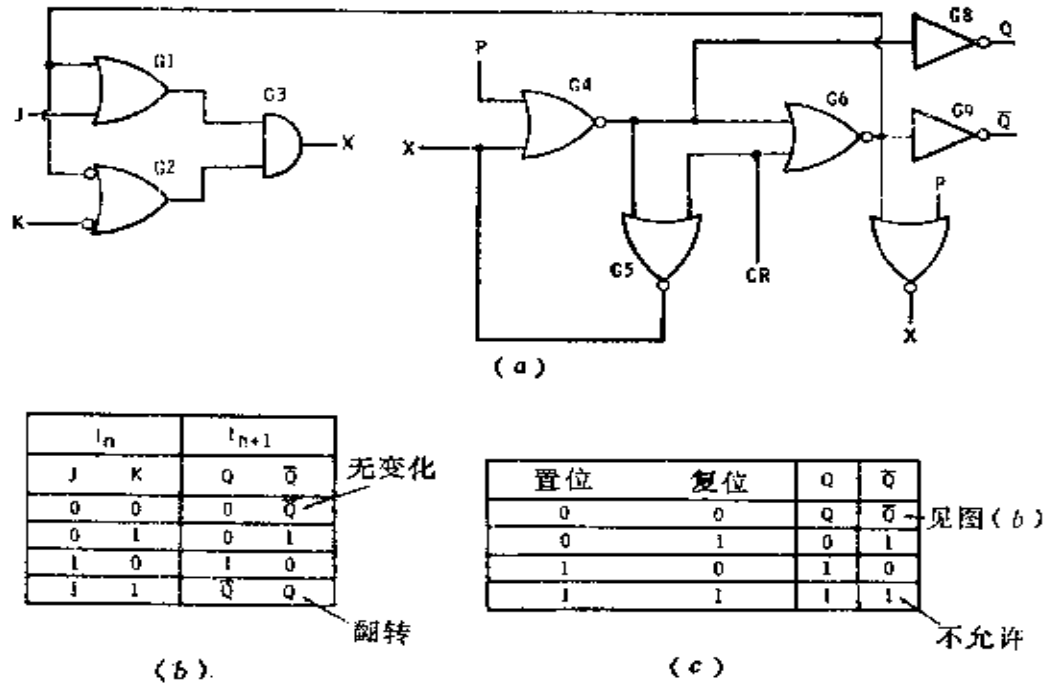 G8
Q
P
G1
G4
G6
G3
G9
Q̅
J
X
X
G2
P
K
G5
CR
X
(a)
tn tn+1
J K Q Q̅
0 0 0 Q̅
0 1 0 1
1 0 1 0
1 1 Q̅ Q
无变化
翻转
(b).
置位 复位 Q Q̅
0 0 Q Q̅
0 1 0 1
1 0 1 0
1 1 1 1
见图(b)
不允许
(c)